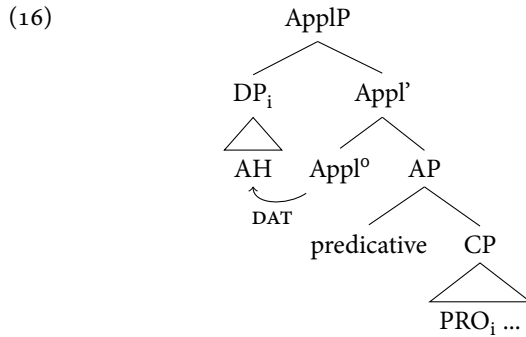 (16)
ApplP
DPᵢ Appl’
AH Applº AP
DAT
predicative CP
PROᵢ ...